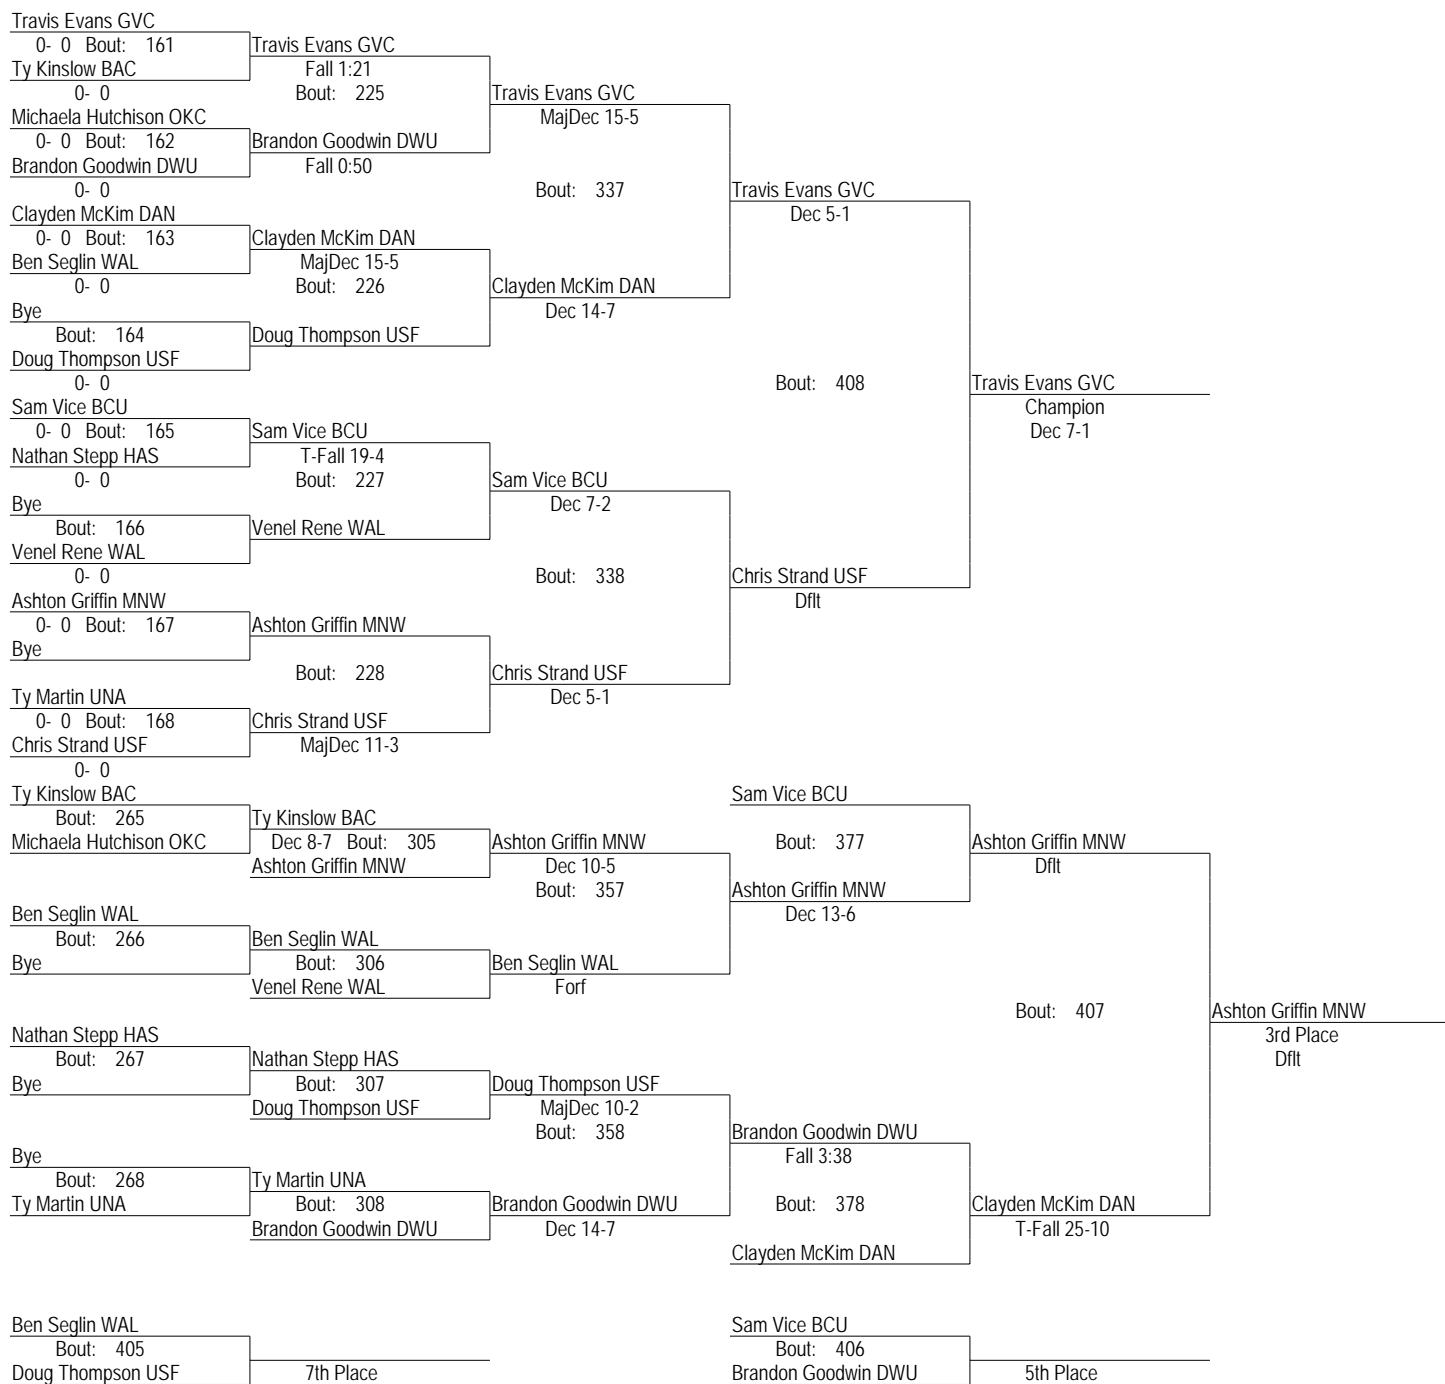 Travis Evans GVC
0- 0 Bout: 161 Travis Evans GVC
Ty Kinslow BAC Fall 1:21
0- 0 Bout: 225 Travis Evans GVC
Michaela Hutchison OKC MajDec 15-5
0- 0 Bout: 162 Brandon Goodwin DWU
Brandon Goodwin DWU Fall 0:50
0- 0 Bout: 337 Travis Evans GVC
Clayden McKim DAN Dec 5-1
0- 0 Bout: 163 Clayden McKim DAN
Ben Seglin WAL MajDec 15-5
0- 0 Bout: 226 Clayden McKim DAN
Bye Dec 14-7
Bout: 164 Doug Thompson USF
Doug Thompson USF
0- 0 Bout: 408 Travis Evans GVC
Sam Vice BCU Champion
0- 0 Bout: 165 Sam Vice BCU Dec 7-1
Nathan Stepp HAS T-Fall 19-4
0- 0 Bout: 227 Sam Vice BCU
Bye Dec 7-2
Bout: 166 Venel Rene WAL
Venel Rene WAL
0- 0 Bout: 338 Chris Strand USF
Ashton Griffin MNW Dflt
0- 0 Bout: 167 Ashton Griffin MNW
Bye
Bout: 228 Chris Strand USF
Ty Martin UNA Dec 5-1
0- 0 Bout: 168 Chris Strand USF
Chris Strand USF MajDec 11-3
0- 0
Ty Kinslow BAC Sam Vice BCU
Bout: 265 Ty Kinslow BAC
Michaela Hutchison OKC Dec 8-7 Bout: 305 Ashton Griffin MNW Bout: 377 Ashton Griffin MNW
Ashton Griffin MNW Dec 10-5 Dflt
Bout: 357 Ashton Griffin MNW
Ben Seglin WAL Dec 13-6
Bout: 266 Ben Seglin WAL
Bye Bout: 306 Ben Seglin WAL
Venel Rene WAL Forf
Bout: 407 Ashton Griffin MNW
Nathan Stepp HAS 3rd Place
Bout: 267 Nathan Stepp HAS Dflt
Bye Bout: 307 Doug Thompson USF
Doug Thompson USF MajDec 10-2
Bout: 358 Brandon Goodwin DWU
Bye Fall 3:38
Bout: 268 Ty Martin UNA
Ty Martin UNA Bout: 308 Brandon Goodwin DWU Bout: 378 Clayden McKim DAN
Brandon Goodwin DWU Dec 14-7 T-Fall 25-10
Clayden McKim DAN
Ben Seglin WAL Sam Vice BCU
Bout: 405 Bout: 406
Doug Thompson USF 7th Place Brandon Goodwin DWU 5th Place